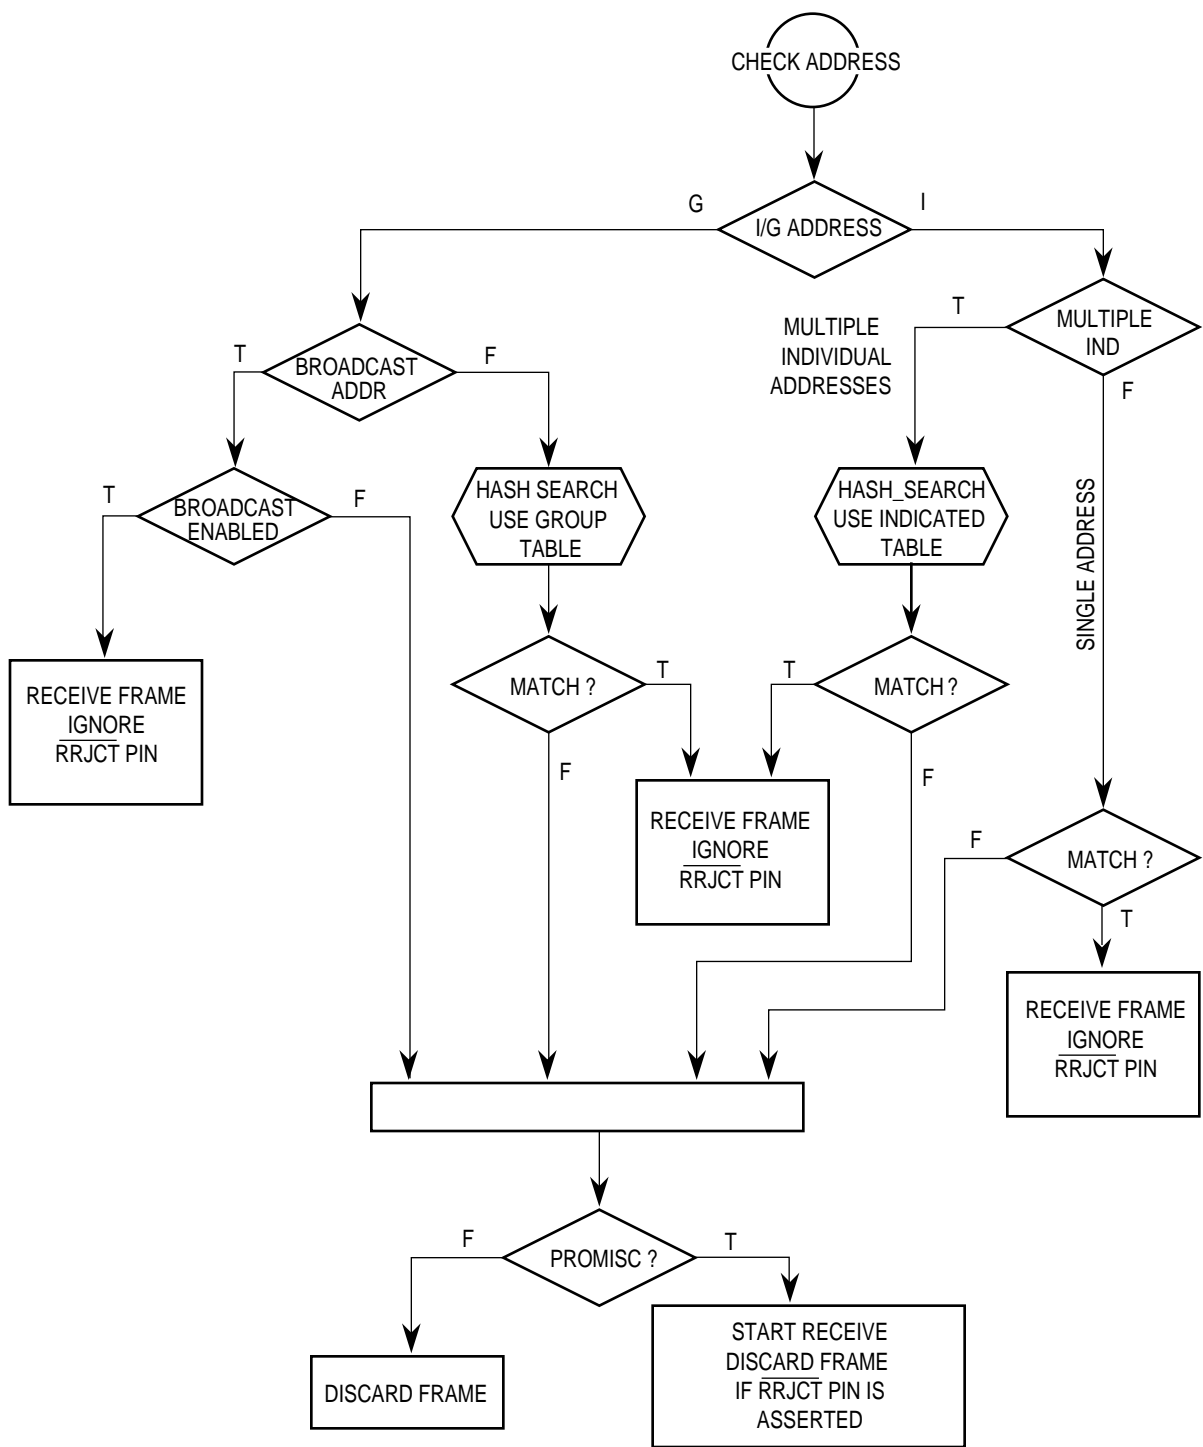 CHECK ADDRESS
G
I
I/G ADDRESS
T
MULTIPLE
IND
MULTIPLE
INDIVIDUAL
ADDRESSES
T
F
BROADCAST
ADDR
F
T
F
BROADCAST
ENABLED
HASH SEARCH
USE GROUP
TABLE
HASH_SEARCH
USE INDICATED
TABLE
SINGLE ADDRESS
RECEIVE FRAME
IGNORE
RRJCT PIN
MATCH ?
T
T
MATCH ?
F
F
RECEIVE FRAME
IGNORE
RRJCT PIN
F
MATCH ?
T
RECEIVE FRAME
IGNORE
RRJCT PIN
F
PROMISC ?
T
DISCARD FRAME
START RECEIVE
DISCARD FRAME
IF RRJCT PIN IS
ASSERTED